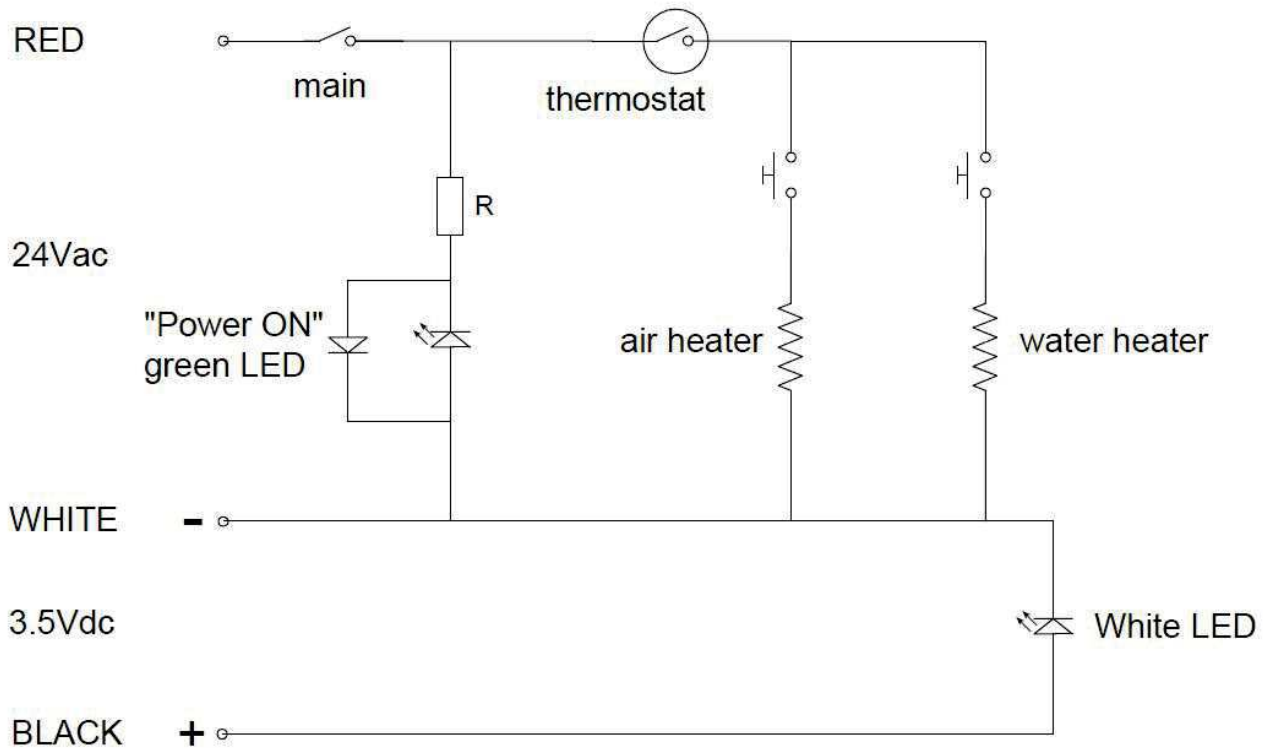 RED
main
thermostat
R
24Vac
"Power ON"
green LED
air heater
water heater
WHITE -
3.5Vdc
White LED
BLACK +